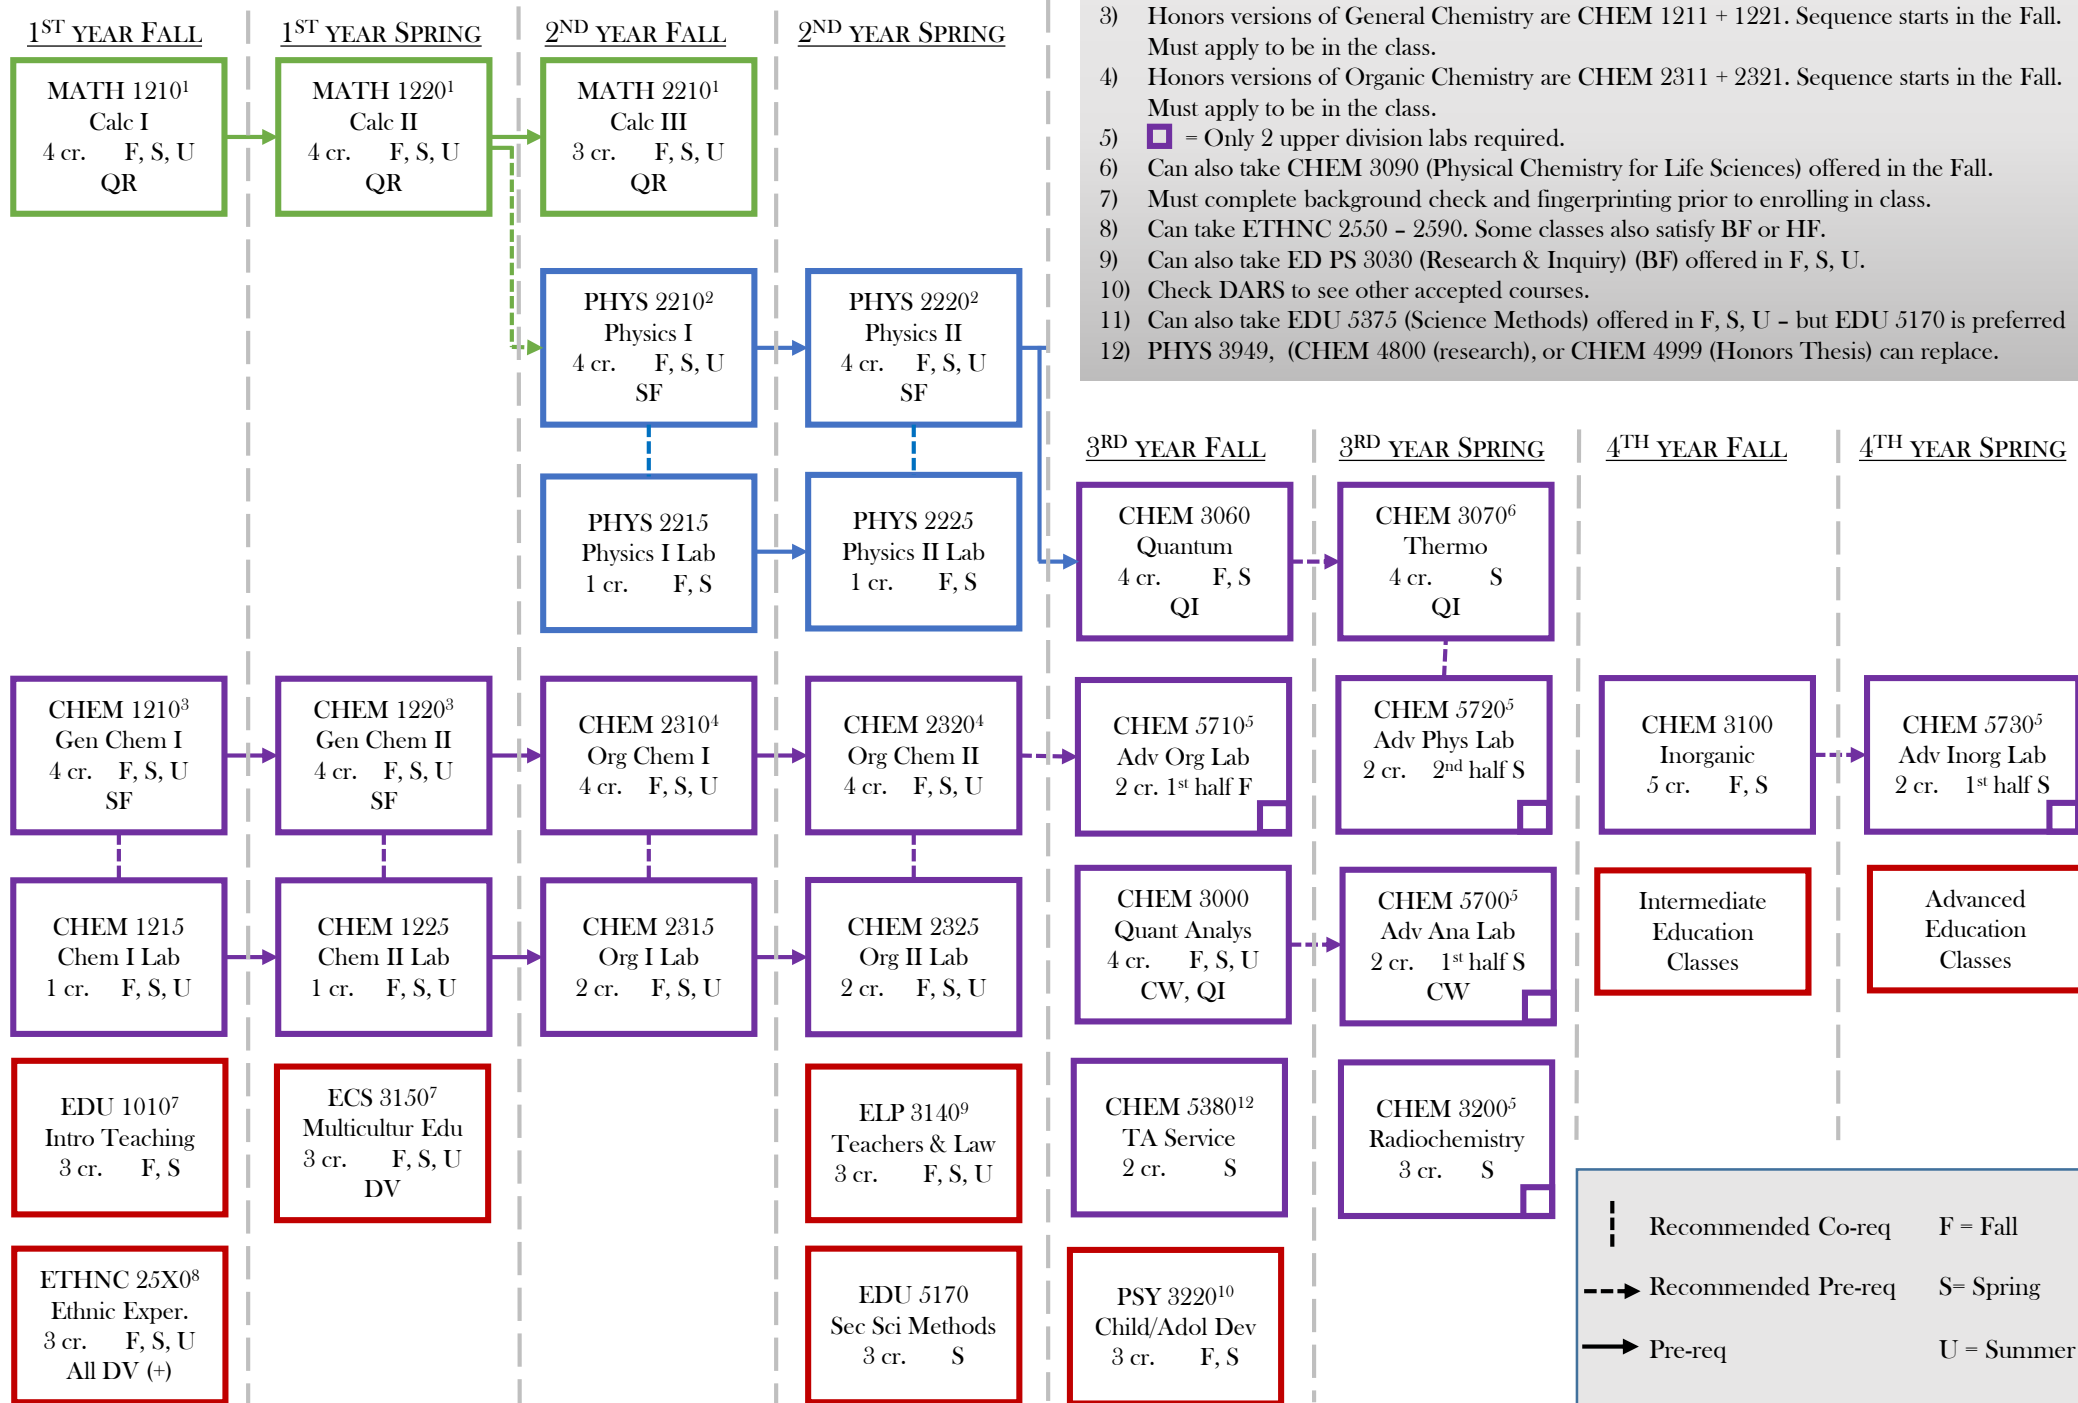 1ST YEAR FALL
1ST YEAR SPRING
2ND YEAR FALL
2ND YEAR SPRING
3) Honors versions of General Chemistry are CHEM 1211 + 1221. Sequence starts in the Fall.
Must apply to be in the class.
4) Honors versions of Organic Chemistry are CHEM 2311 + 2321. Sequence starts in the Fall.
Must apply to be in the class.
5) = Only 2 upper division labs required.
6) Can also take CHEM 3090 (Physical Chemistry for Life Sciences) offered in the Fall.
7) Must complete background check and fingerprinting prior to enrolling in class.
8) Can take ETHNC 2550 – 2590. Some classes also satisfy BF or HF.
9) Can also take ED PS 3030 (Research & Inquiry) (BF) offered in F, S, U.
10) Check DARS to see other accepted courses.
11) Can also take EDU 5375 (Science Methods) offered in F, S, U – but EDU 5170 is preferred
12) PHYS 3949, (CHEM 4800 (research), or CHEM 4999 (Honors Thesis) can replace.
MATH 1210¹
Calc I
4 cr. F, S, U
QR
MATH 1220¹
Calc II
4 cr. F, S, U
QR
MATH 2210¹
Calc III
3 cr. F, S, U
QR
PHYS 2210²
Physics I
4 cr. F, S, U
SF
PHYS 2220²
Physics II
4 cr. F, S, U
SF
3RD YEAR FALL
3RD YEAR SPRING
4TH YEAR FALL
4TH YEAR SPRING
PHYS 2215
Physics I Lab
1 cr. F, S
PHYS 2225
Physics II Lab
1 cr. F, S
CHEM 3060
Quantum
4 cr. F, S
QI
CHEM 3070⁶
Thermo
4 cr. S
QI
CHEM 1210³
Gen Chem I
4 cr. F, S, U
SF
CHEM 1220³
Gen Chem II
4 cr. F, S, U
SF
CHEM 2310⁴
Org Chem I
4 cr. F, S, U
CHEM 2320⁴
Org Chem II
4 cr. F, S, U
CHEM 5710⁵
Adv Org Lab
2 cr. 1st half F
CHEM 5720⁵
Adv Phys Lab
2 cr. 2nd half S
CHEM 3100
Inorganic
5 cr. F, S
CHEM 5730⁵
Adv Inorg Lab
2 cr. 1st half S
CHEM 1215
Chem I Lab
1 cr. F, S, U
CHEM 1225
Chem II Lab
1 cr. F, S, U
CHEM 2315
Org I Lab
2 cr. F, S, U
CHEM 2325
Org II Lab
2 cr. F, S, U
CHEM 3000
Quant Analys
4 cr. F, S, U
CW, QI
CHEM 5700⁵
Adv Ana Lab
2 cr. 1st half S
CW
Intermediate
Education
Classes
Advanced
Education
Classes
EDU 1010⁷
Intro Teaching
3 cr. F, S
ECS 3150⁷
Multicultur Edu
3 cr. F, S, U
DV
ELP 3140⁹
Teachers & Law
3 cr. F, S, U
CHEM 5380¹²
TA Service
2 cr. S
CHEM 3200⁵
Radiochemistry
3 cr. S
ETHNC 25X0⁸
Ethnic Exper.
3 cr. F, S, U
All DV (+)
EDU 5170
Sec Sci Methods
3 cr. S
PSY 3220¹⁰
Child/Adol Dev
3 cr. F, S
Recommended Co-req F = Fall
Recommended Pre-req S= Spring
Pre-req U = Summer